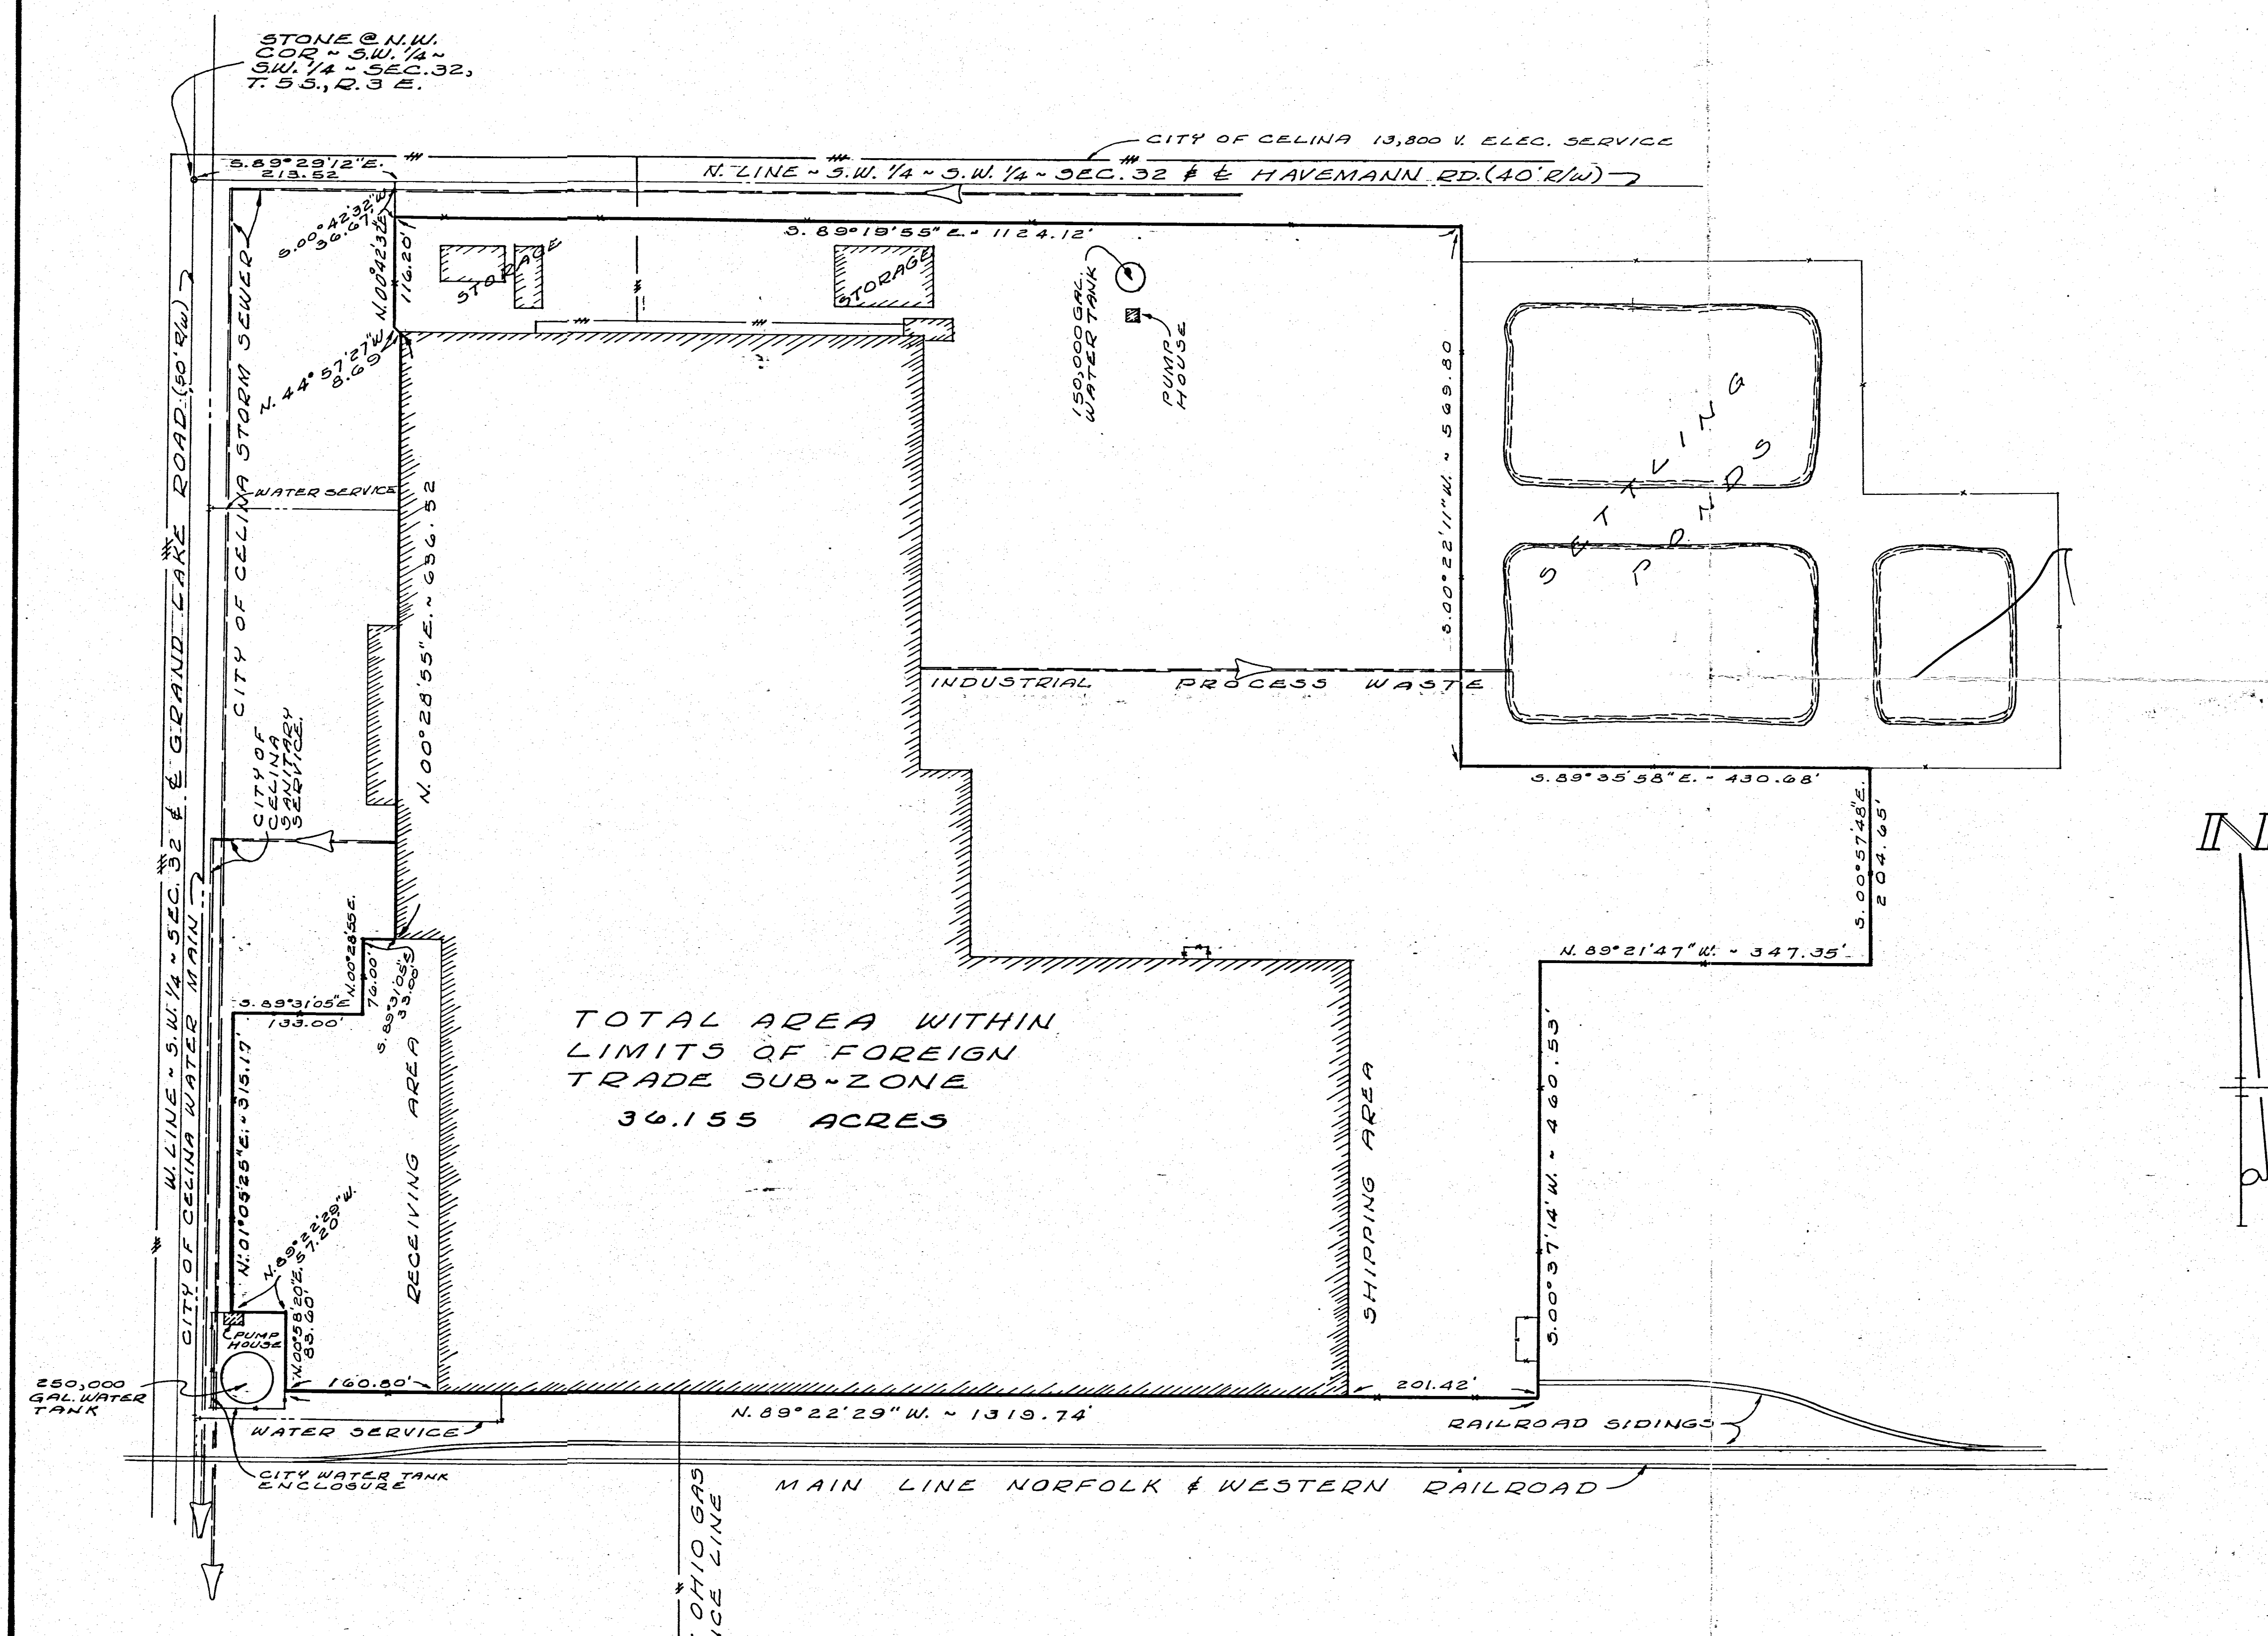 STONE @ N.W.
COR ~ S.W. 1/4 ~
S.W. 1/4 ~ SEC. 32,
T. 5 S., R. 3 E.
CITY OF CELINA 13,800 V. ELEC. SERVICE
S. 89° 29' 12" E.
213.52
N. LINE ~ S.W. 1/4 ~ S.W. 1/4 ~ SEC. 32 & ℄ HAVEMANN RD. (40' R/W)
S. 00° 42' 32" W.
36.67'
N. 00° 42' 32" E.
116.20'
S. 89° 19' 55" E. ~ 1124.12'
STORAGE
STORAGE
150,000 GAL.
WATER TANK
PUMP
HOUSE
N. 44° 57' 27" W.
8.69
W. LINE ~ S.W. 1/4 ~ SEC. 32 & ℄ GRAND LAKE ROAD (50' R/W)
CITY OF CELINA STORM SEWER
WATER SERVICE
N. 00° 28' 55" E. ~ 636.52
S. 00° 22' 11" W. ~ 569.80
SETTLING
PONDS
INDUSTRIAL PROCESS WASTE
CITY OF
CELINA
SANITARY
SERVICE.
S. 89° 35' 58" E. ~ 430.68'
S. 00° 57' 48" E.
204.65'
N
N. 89° 21' 47" W. ~ 347.35'
N. 00° 28' 55" E.
76.00'
S. 89° 31' 05" E
133.00'
S. 89° 31' 05" E
33.00'
TOTAL AREA WITHIN
LIMITS OF FOREIGN
TRADE SUB~ZONE
36.155 ACRES
CITY OF CELINA WATER MAIN
N. 01° 05' 25" E. ~ 315.17'
RECEIVING AREA
SHIPPING AREA
S. 00° 37' 14" W. ~ 460.53'
N. 89° 22' 29" W.
57.20'
N. 00° 58' 20" E.
83.60'
PUMP
HOUSE
250,000
GAL. WATER
TANK
160.80'
201.42'
N. 89° 22' 29" W. ~ 1319.74'
WATER SERVICE
RAILROAD SIDINGS
CITY WATER TANK
ENCLOSURE
MAIN LINE NORFOLK & WESTERN RAILROAD
OHIO GAS
LINE